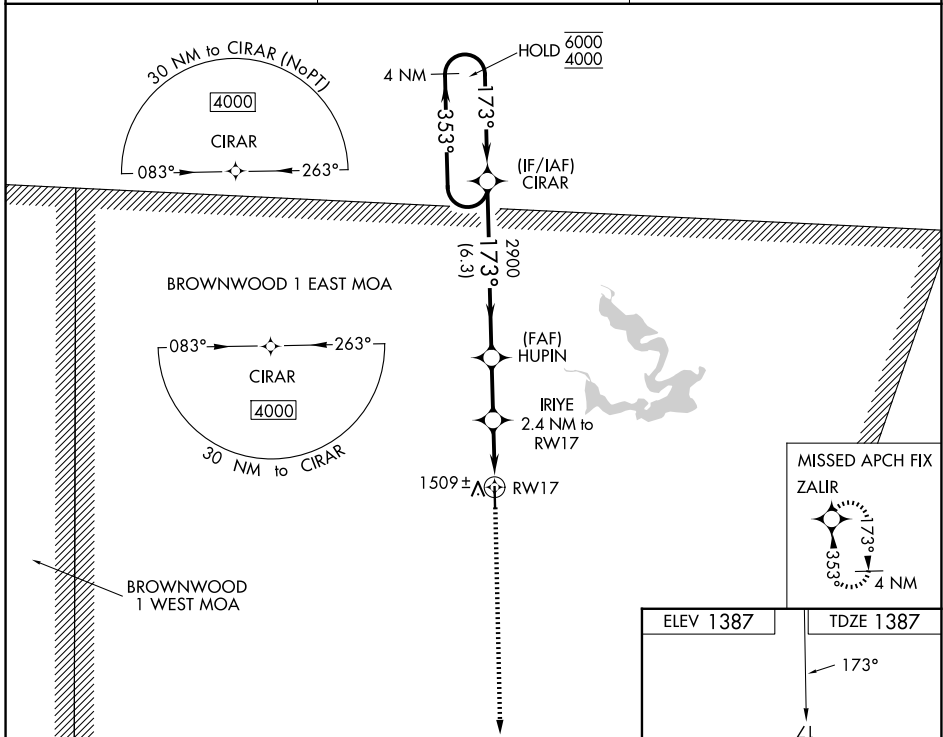 30 NM to CIRAR (NoPT)
4000
CIRAR
083°
263°
HOLD 6000
4000
4 NM
353°
173°
(IF/IAF)
CIRAR
2900
173°
(6.3)
BROWNWOOD 1 EAST MOA
083°
263°
CIRAR
4000
30 NM to CIRAR
(FAF)
HUPIN
IRIYE
2.4 NM to
RW17
1509±
RW17
BROWNWOOD
1 WEST MOA
MISSED APCH FIX
ZALIR
173°
353°
4 NM
ELEV 1387
TDZE 1387
173°